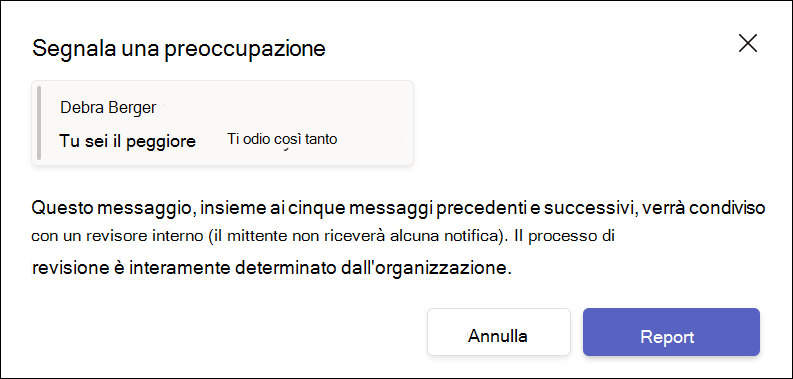 Segnala una preoccupazione
Debra Berger
Tu sei il peggiore Ti odio così tanto
Questo messaggio, insieme ai cinque messaggi precedenti e successivi, verrà condiviso
con un revisore interno (il mittente non riceverà alcuna notifica). Il processo di
revisione è interamente determinato dall'organizzazione.
Annulla Report